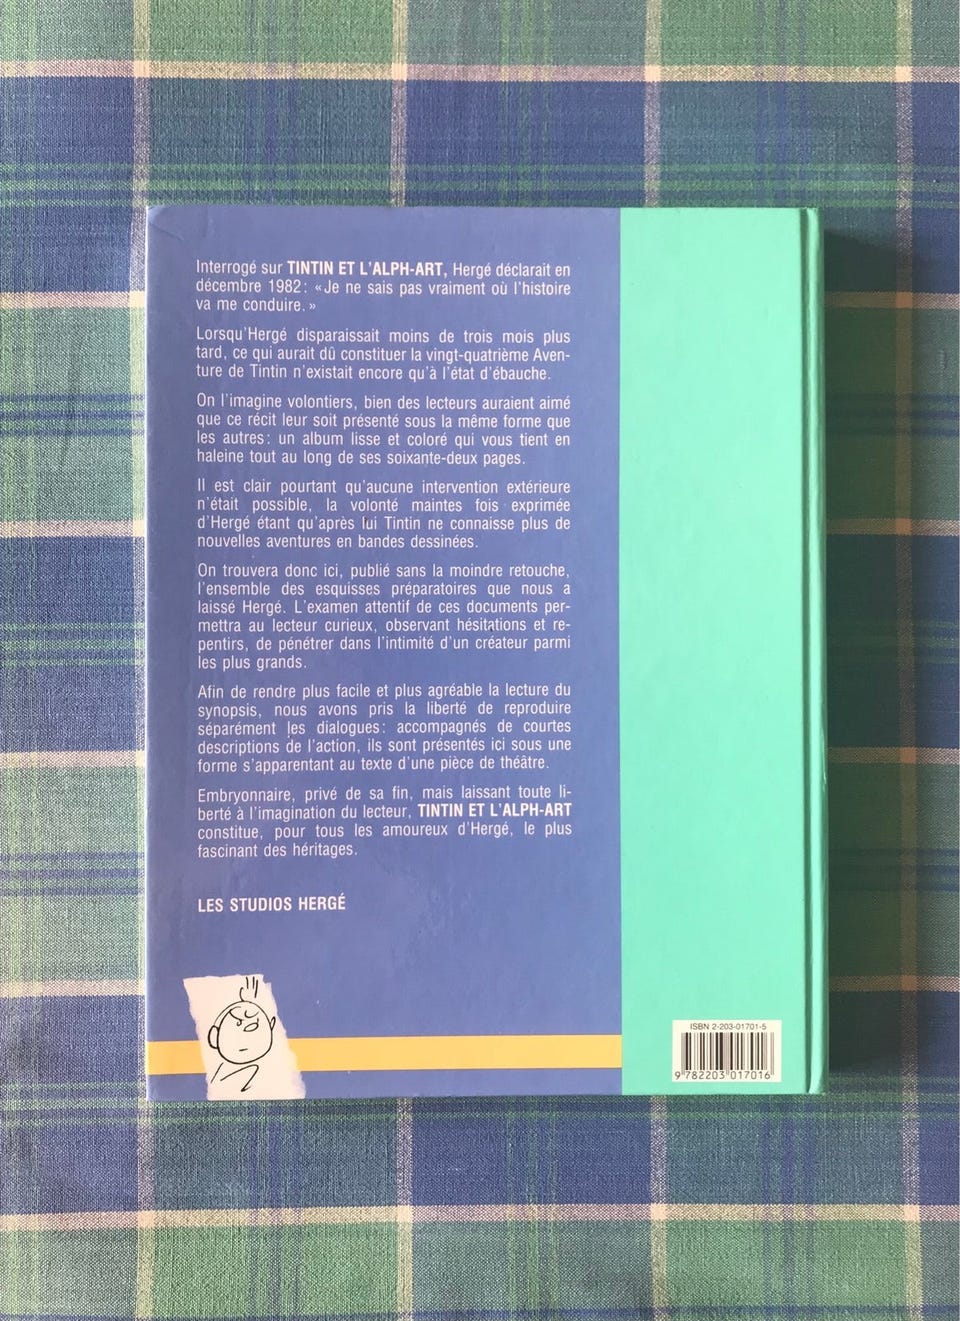 Interrogé sur TINTIN ET L'ALPH-ART, Hergé déclarait en
décembre 1982: «Je ne sais pas vraiment où l'histoire
va me conduire.»
Lorsqu'Hergé disparaissait moins de trois mois plus
tard, ce qui aurait dû constituer la vingt-quatrième Aven-
ture de Tintin n'existait encore qu'à l'état d'ébauche.
On l'imagine volontiers, bien des lecteurs auraient aimé
que ce récit leur soit présenté sous la même forme que
les autres: un album lisse et coloré qui vous tient en
haleine tout au long de ses soixante-deux pages.
Il est clair pourtant qu'aucune intervention extérieure
n'était possible, la volonté maintes fois exprimée
d'Hergé étant qu'après lui Tintin ne connaisse plus de
nouvelles aventures en bandes dessinées.
On trouvera donc ici, publié sans la moindre retouche,
l'ensemble des esquisses préparatoires que nous a
laissé Hergé. L'examen attentif de ces documents per-
mettra au lecteur curieux, observant hésitations et re-
pentirs, de pénétrer dans l'intimité d'un créateur parmi
les plus grands.
Afin de rendre plus facile et plus agréable la lecture du
synopsis, nous avons pris la liberté de reproduire
séparément les dialogues: accompagnés de courtes
descriptions de l'action, ils sont présentés ici sous une
forme s'apparentant au texte d'une pièce de théâtre.
Embryonnaire, privé de sa fin, mais laissant toute li-
berté à l'imagination du lecteur, TINTIN ET L'ALPH-ART
constitue, pour tous les amoureux d'Hergé, le plus
fascinant des héritages.
LES STUDIOS HERGÉ
ISBN 2-203-01701-5
9 782203 017016